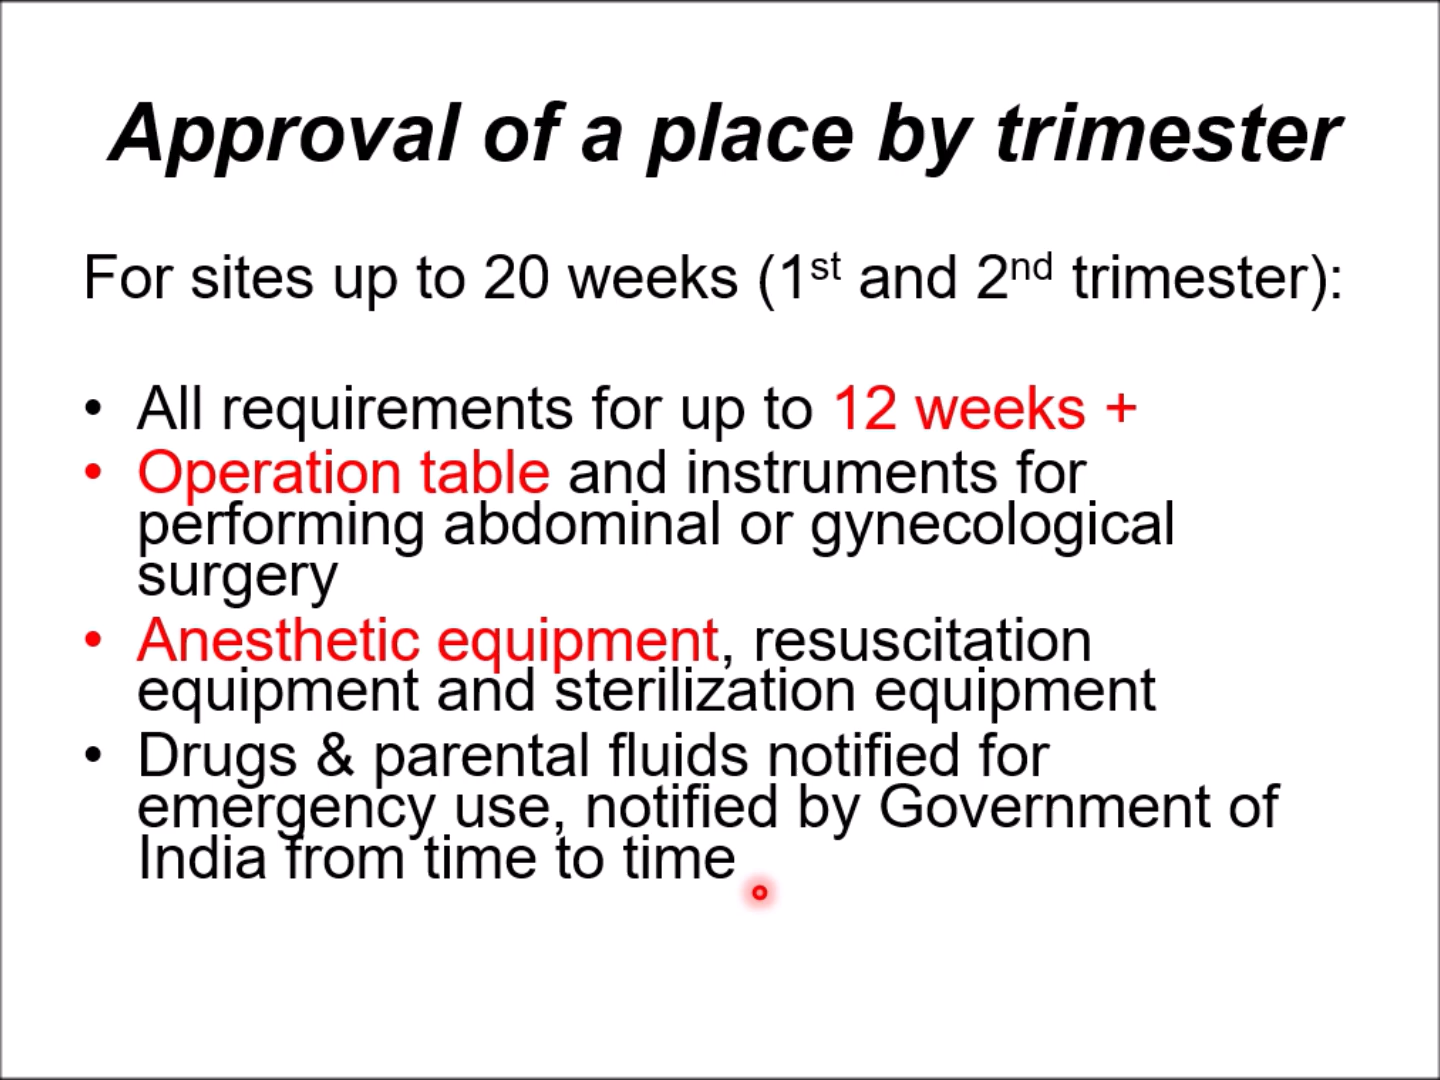 Approval of a place by trimester
For sites up to 20 weeks (1st and 2nd trimester):
• All requirements for up to 12 weeks +
• Operation table and instruments for
performing abdominal or gynecological
surgery
• Anesthetic equipment, resuscitation
equipment and sterilization equipment
• Drugs & parental fluids notified for
emergency use, notified by Government of
India from time to time